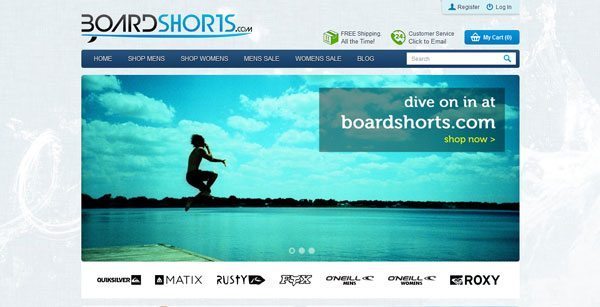 Register Log In
BOARDSHORTS.COM
FREE Shipping
All the Time!
24h
Customer Service
Click to Email
My Cart (0)
HOME SHOP MENS SHOP WOMENS MENS SALE WOMENS SALE BLOG
Search
dive on in at
boardshorts.com
shop now >
QUIKSILVER MATIX RUSTY FOX O'NEILL MENS O'NEILL WOMENS ROXY